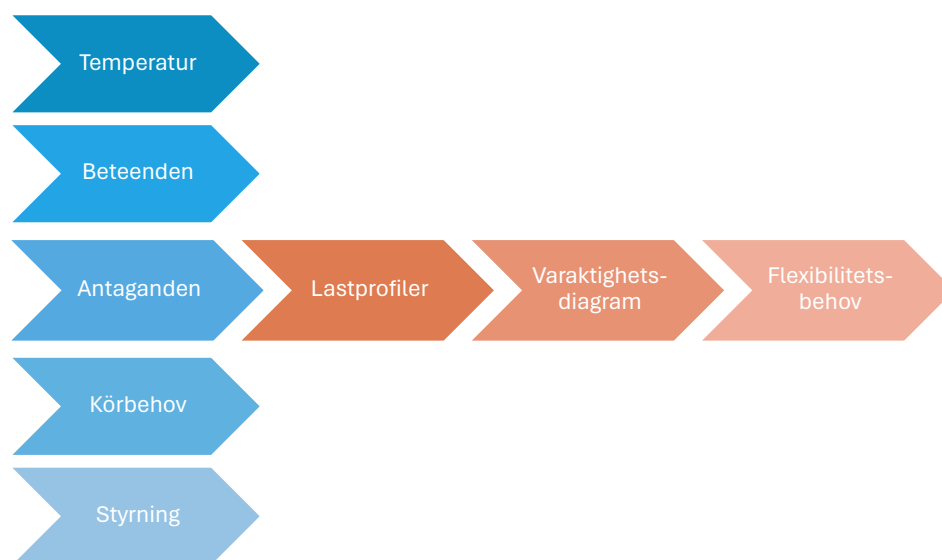 Temperatur
Beteenden
Antaganden
Lastprofiler
Varaktighets-
diagram
Flexibilitets-
behov
Körbehov
Styrning